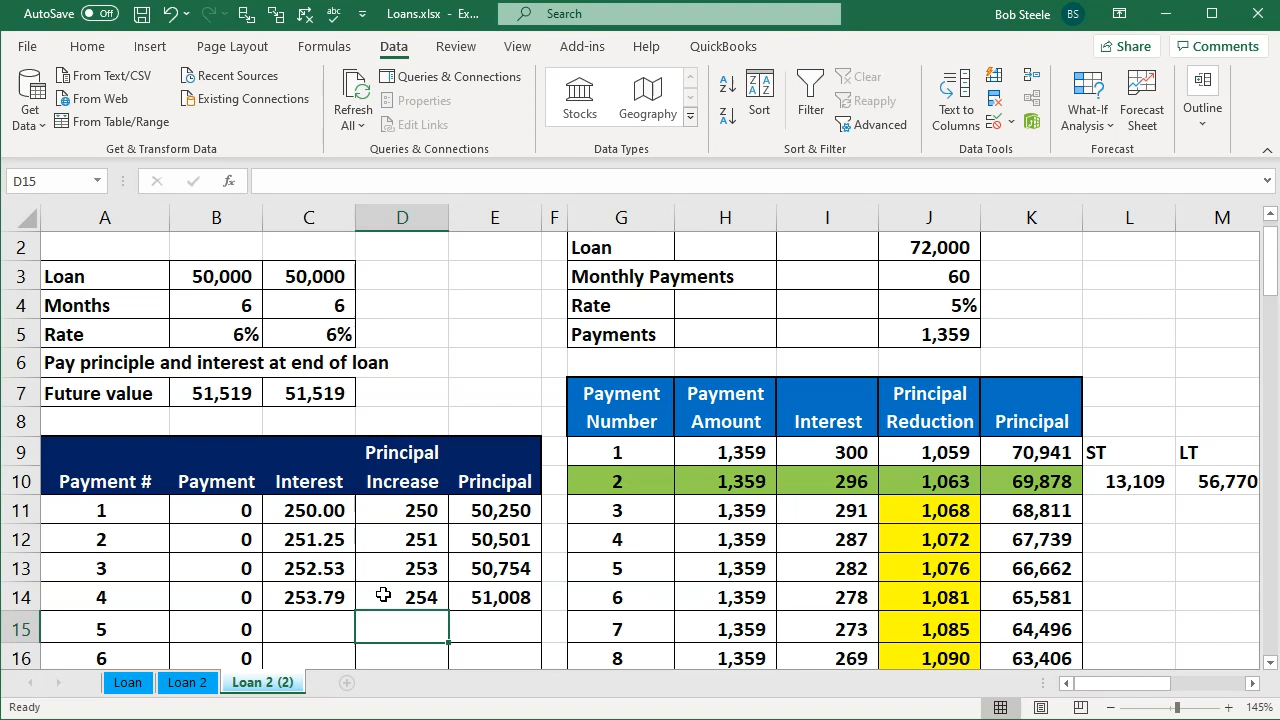 AutoSave Off Loans.xlsx - Ex... Search Bob Steele BS
File Home Insert Page Layout Formulas Data Review View Add-ins Help QuickBooks Share Comments
Get Data From Text/CSV Recent Sources Refresh All Queries & Connections Stocks Geography Sort Filter Clear Text to Columns What-If Analysis Forecast Sheet Outline
From Web Existing Connections Properties Reapply
From Table/Range Edit Links Advanced
Get & Transform Data Queries & Connections Data Types Sort & Filter Data Tools Forecast
D15 fx
A B C D E F G H I J K L M
2 Loan 72,000
3 Loan 50,000 50,000 Monthly Payments 60
4 Months 6 6 Rate 5%
5 Rate 6% 6% Payments 1,359
6 Pay principle and interest at end of loan
7 Future value 51,519 51,519 Payment Payment Principal
8 Number Amount Interest Reduction Principal
9 Principal 1 1,359 300 1,059 70,941 ST LT
10 Payment # Payment Interest Increase Principal 2 1,359 296 1,063 69,878 13,109 56,770
11 1 0 250.00 250 50,250 3 1,359 291 1,068 68,811
12 2 0 251.25 251 50,501 4 1,359 287 1,072 67,739
13 3 0 252.53 253 50,754 5 1,359 282 1,076 66,662
14 4 0 253.79 254 51,008 6 1,359 278 1,081 65,581
15 5 0 7 1,359 273 1,085 64,496
16 6 0 8 1,359 269 1,090 63,406
Loan Loan 2 Loan 2 (2)
Ready 145%